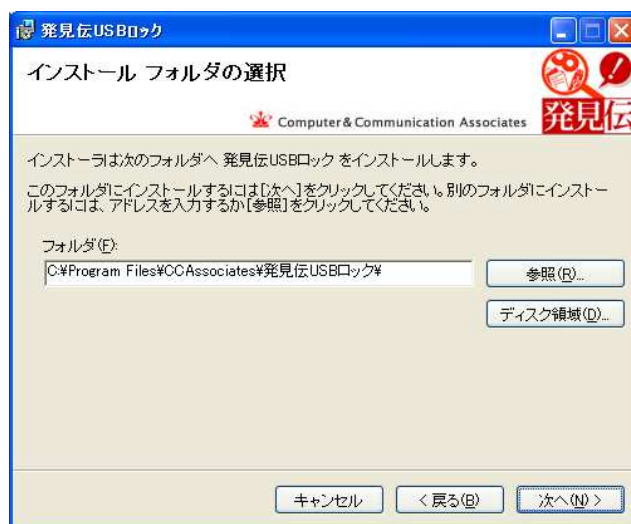 発見伝USBロック
インストール フォルダの選択
Computer & Communication Associates
発見伝
インストーラは次のフォルダへ 発見伝USBロック をインストールします。
このフォルダにインストールするには[次へ]をクリックしてください。別のフォルダにインストー
ルするには、アドレスを入力するか[参照]をクリックしてください。
フォルダ(F):
C:¥Program Files¥CCAssociates¥発見伝USBロック¥
参照(R)...
ディスク領域(D)...
キャンセル
< 戻る(B)
次へ(N) >